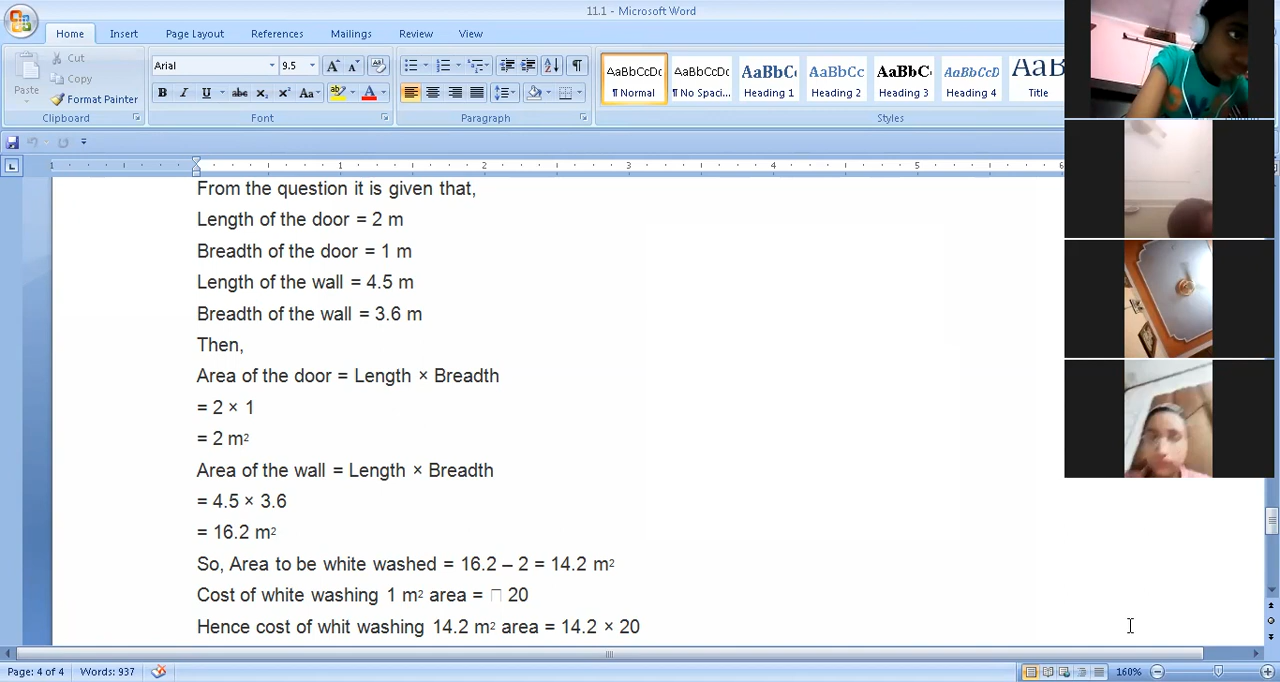 11.1 - Microsoft Word
Home Insert Page Layout References Mailings Review View
Cut
Copy
Format Painter
Paste
Clipboard
Arial 9.5
Font
Paragraph
AaBbCcDc AaBbCcDc AaBbC AaBbCc AaBbC AaBbCcD AaB
¶ Normal ¶ No Spaci... Heading 1 Heading 2 Heading 3 Heading 4 Title
Styles
1 1 2 3 4 5 6
From the question it is given that,
Length of the door = 2 m
Breadth of the door = 1 m
Length of the wall = 4.5 m
Breadth of the wall = 3.6 m
Then,
Area of the door = Length × Breadth
= 2 × 1
= 2 m²
Area of the wall = Length × Breadth
= 4.5 × 3.6
= 16.2 m²
So, Area to be white washed = 16.2 – 2 = 14.2 m²
Cost of white washing 1 m² area = □ 20
Hence cost of whit washing 14.2 m² area = 14.2 × 20
Page: 4 of 4 Words: 937 160%